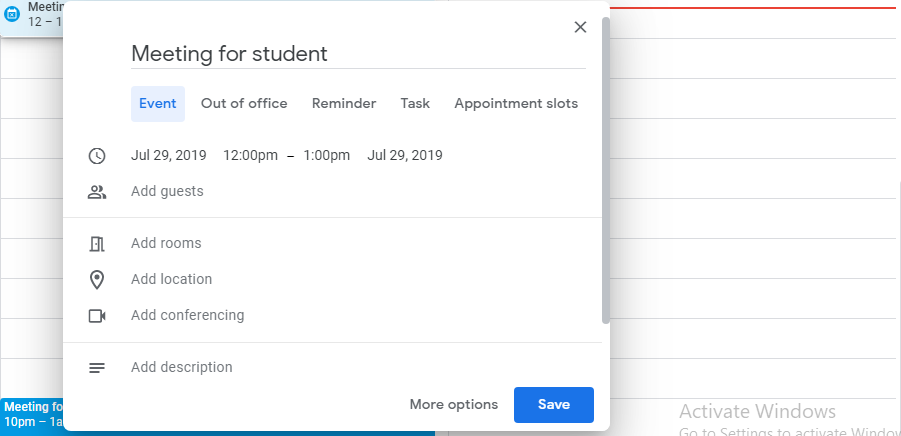 Meetin
12 – 1
Meeting for student
Event Out of office Reminder Task Appointment slots
Jul 29, 2019 12:00pm – 1:00pm Jul 29, 2019
Add guests
Add rooms
Add location
Add conferencing
Add description
Meeting fo
10pm – 1a
More options Save
Activate Windows
Go to Settings to activate Window